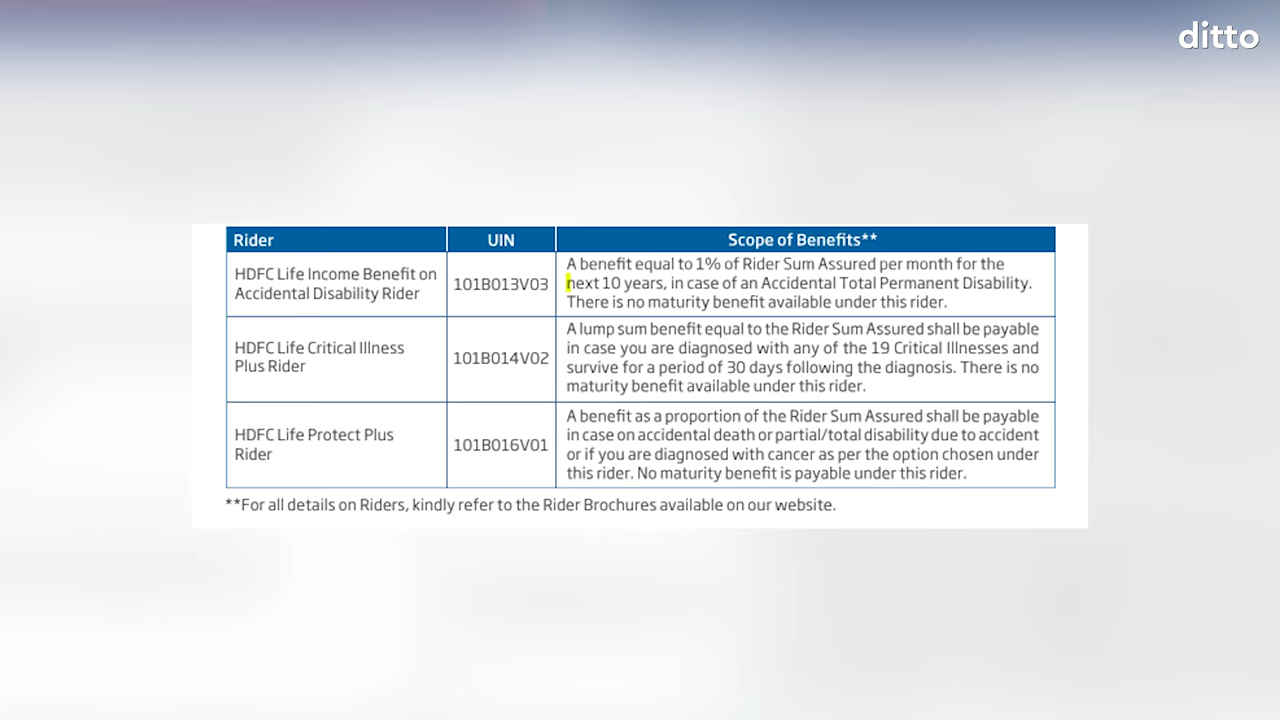 ditto
Rider UIN Scope of Benefits**
HDFC Life Income Benefit on
Accidental Disability Rider
101B013V03
A benefit equal to 1% of Rider Sum Assured per month for the
next 10 years, in case of an Accidental Total Permanent Disability.
There is no maturity benefit available under this rider.
HDFC Life Critical Illness
Plus Rider
101B014V02
A lump sum benefit equal to the Rider Sum Assured shall be payable
in case you are diagnosed with any of the 19 Critical Illnesses and
survive for a period of 30 days following the diagnosis. There is no
maturity benefit available under this rider.
HDFC Life Protect Plus
Rider
101B016V01
A benefit as a proportion of the Rider Sum Assured shall be payable
in case on accidental death or partial/total disability due to accident
or if you are diagnosed with cancer as per the option chosen under
this rider. No maturity benefit is payable under this rider.
**For all details on Riders, kindly refer to the Rider Brochures available on our website.